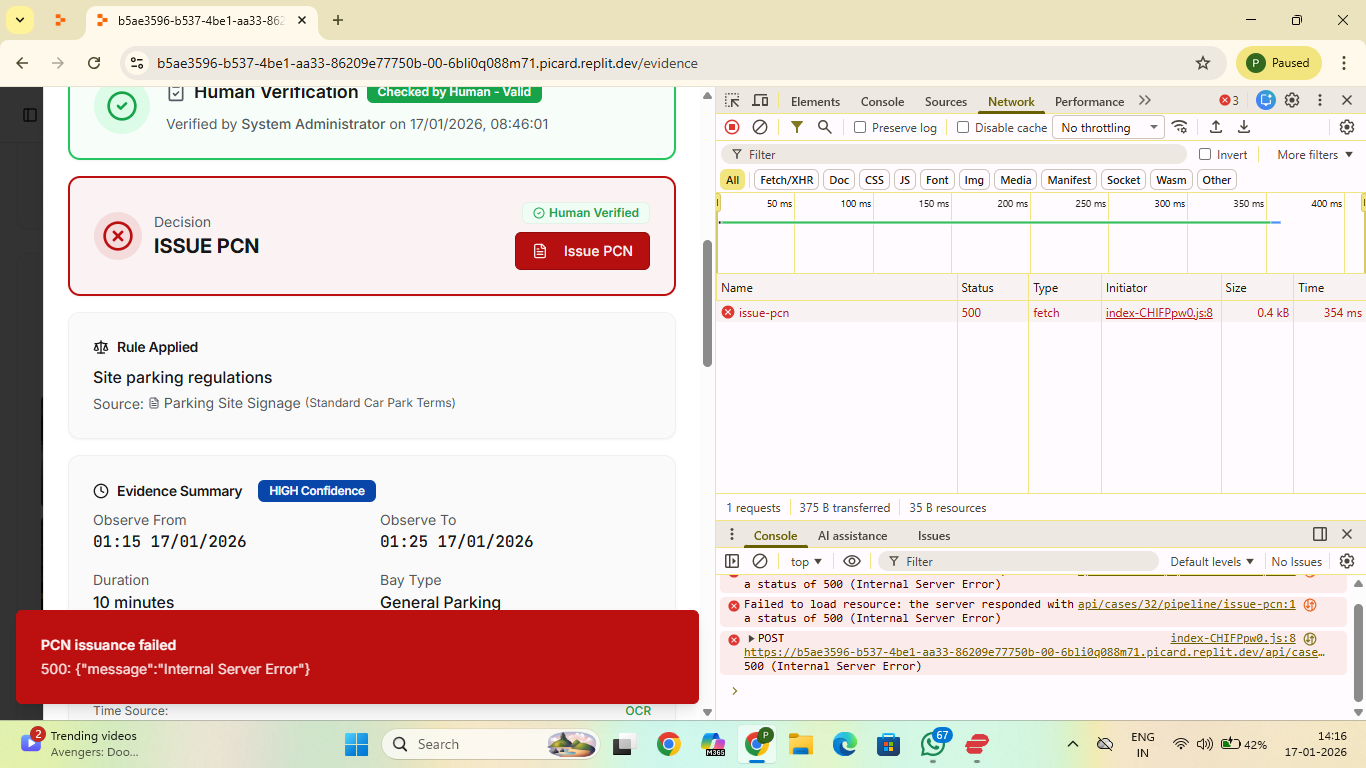 b5ae3596-b537-4be1-aa33-862
b5ae3596-b537-4be1-aa33-86209e77750b-00-6bli0q088m71.picard.replit.dev/evidence
P
Paused
Human Verification
Checked by Human - Valid
Verified by System Administrator on 17/01/2026, 08:46:01
Decision
ISSUE PCN
Human Verified
Issue PCN
Rule Applied
Site parking regulations
Source: Parking Site Signage (Standard Car Park Terms)
Evidence Summary
HIGH Confidence
Observe From
Observe To
01:15 17/01/2026
01:25 17/01/2026
Duration
Bay Type
10 minutes
General Parking
PCN issuance failed
500: {"message":"Internal Server Error"}
Time Source:
OCR
Elements
Console
Sources
Network
Performance
3
Preserve log
Disable cache
No throttling
Filter
Invert
More filters
All
Fetch/XHR
Doc
CSS
JS
Font
Img
Media
Manifest
Socket
Wasm
Other
50 ms
100 ms
150 ms
200 ms
250 ms
300 ms
350 ms
400 ms
Name
Status
Type
Initiator
Size
Time
issue-pcn
500
fetch
index-CHIFPpw0.js:8
0.4 kB
354 ms
1 requests
375 B transferred
35 B resources
Console
AI assistance
Issues
top
Filter
Default levels
No Issues
a status of 500 (Internal Server Error)
Failed to load resource: the server responded with api/cases/32/pipeline/issue-pcn:1
a status of 500 (Internal Server Error)
POST
index-CHIFPpw0.js:8
https://b5ae3596-b537-4be1-aa33-86209e77750b-00-6bli0q088m71.picard.replit.dev/api/case…
500 (Internal Server Error)
2
Trending videos
Avengers: Doo...
Search
M365
P
67
ENG
IN
42%
14:16
17-01-2026